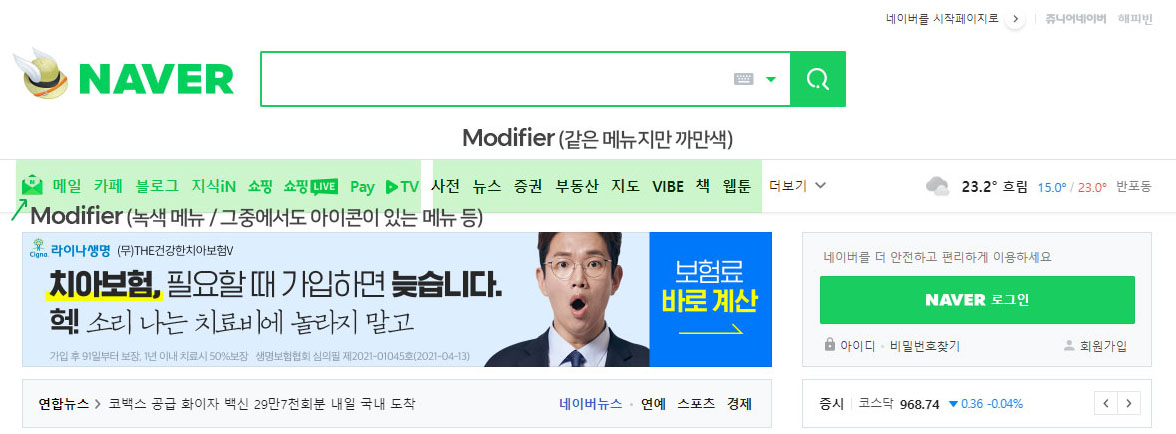 네이버를 시작페이지로 쥬니어네이버 해피빈
NAVER
Modifier (같은 메뉴지만 까만색)
메일 카페 블로그 지식iN 쇼핑 쇼핑LIVE Pay TV 사전 뉴스 증권 부동산 지도 VIBE 책 웹툰 더보기 23.2° 흐림 15.0° / 23.0° 반포동
Modifier (녹색 메뉴 / 그중에서도 아이콘이 있는 메뉴 등)
Cigna. 라이나생명 (무)THE건강한치아보험V
치아보험, 필요할 때 가입하면 늦습니다.
헉! 소리 나는 치료비에 놀라지 말고
가입 후 91일부터 보장, 1년 이내 치료시 50%보장 생명보험협회 심의필 제2021-01045호(2021-04-13)
보험료
바로 계산
네이버를 더 안전하고 편리하게 이용하세요
NAVER 로그인
아이디 · 비밀번호찾기 회원가입
연합뉴스 > 코백스 공급 화이자 백신 29만7천회분 내일 국내 도착 네이버뉴스 · 연예 스포츠 경제
증시 코스닥 968.74 ▼ 0.36 -0.04%